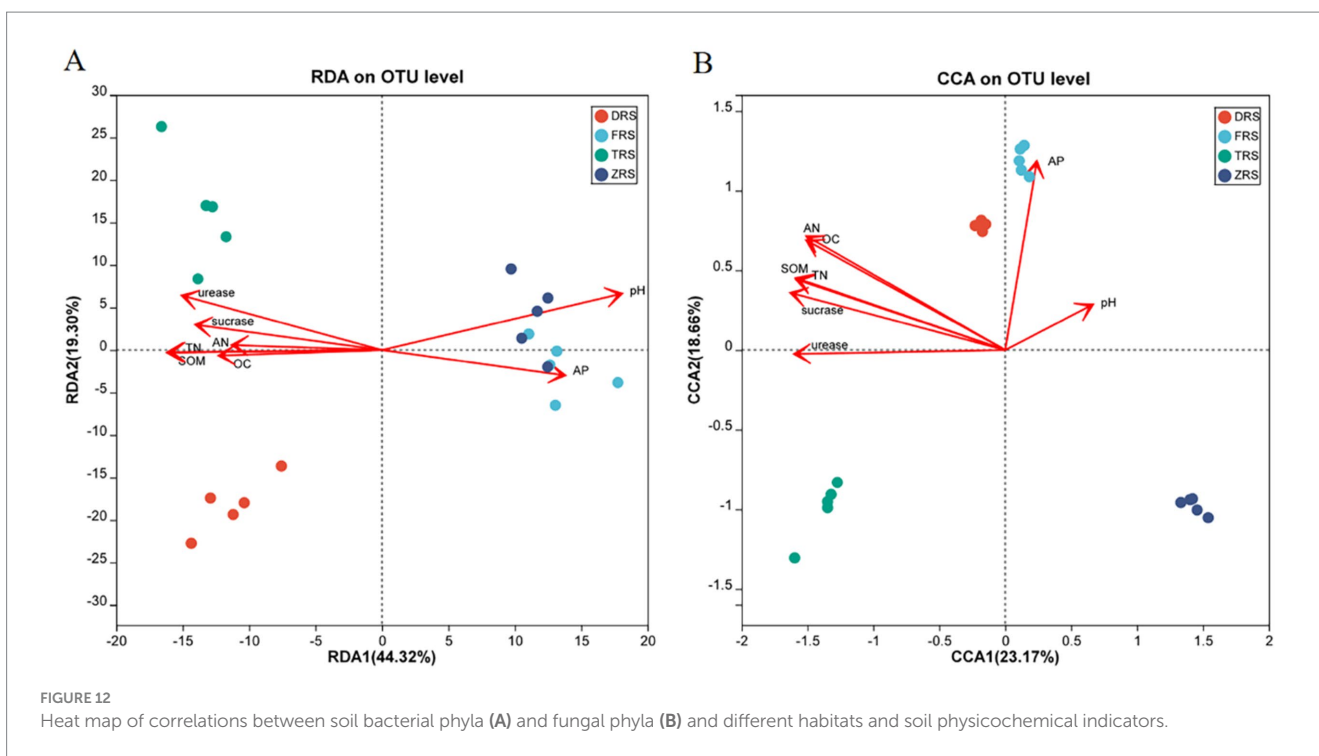 A
RDA on OTU level
DRS
FRS
TRS
ZRS
30
25
20
15
10
5
0
-5
-10
-15
-20
-25
-30
RDA2(19.30%)
urease
sucrase
AN
TN
SOM
OC
pH
AP
-20 -15 -10 -5 0 5 10 15 20
RDA1(44.32%)
B
CCA on OTU level
DRS
FRS
TRS
ZRS
1.5
1
0.5
0
-0.5
-1
-1.5
CCA2(18.66%)
AP
AN
OC
SOM
TN
sucrase
urease
pH
-2 -1.5 -1 -0.5 0 0.5 1 1.5 2
CCA1(23.17%)
FIGURE 12
Heat map of correlations between soil bacterial phyla (A) and fungal phyla (B) and different habitats and soil physicochemical indicators.